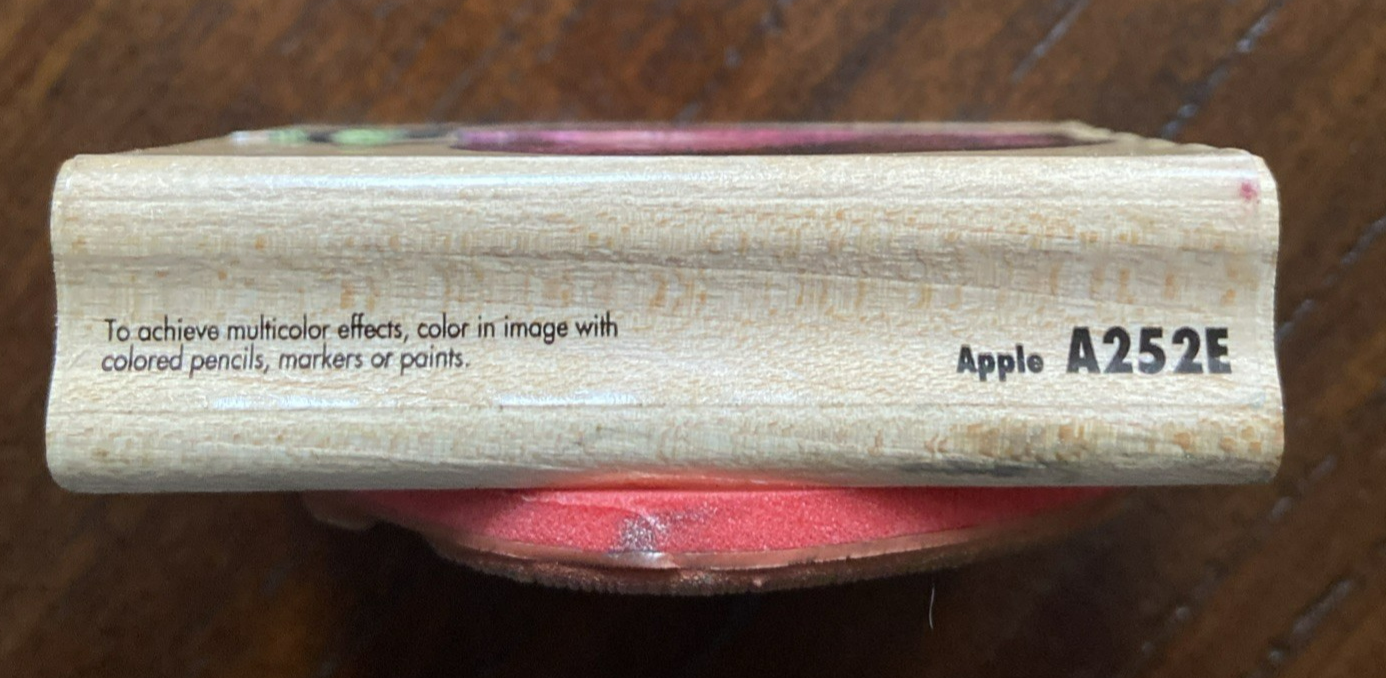 To achieve multicolor effects, color in image with
colored pencils, markers or paints.
Apple A252E